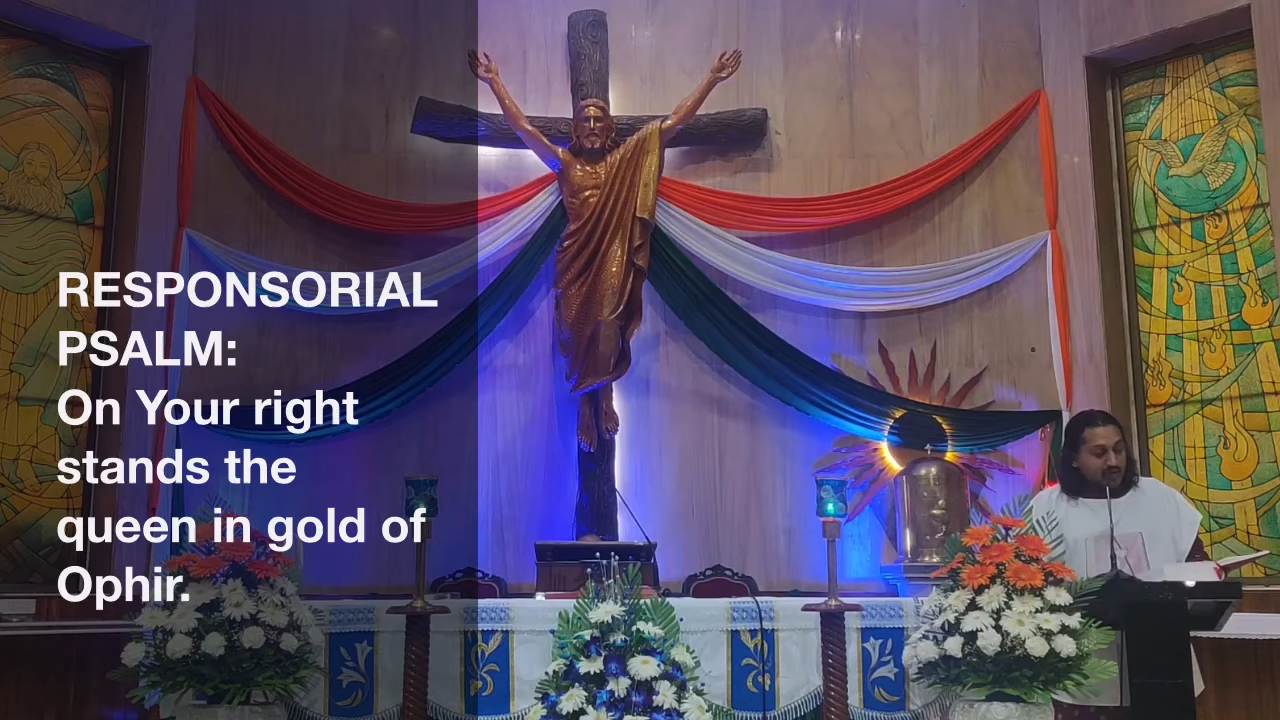 RESPONSORIAL
PSALM:
On Your right
stands the
queen in gold of
Ophir.